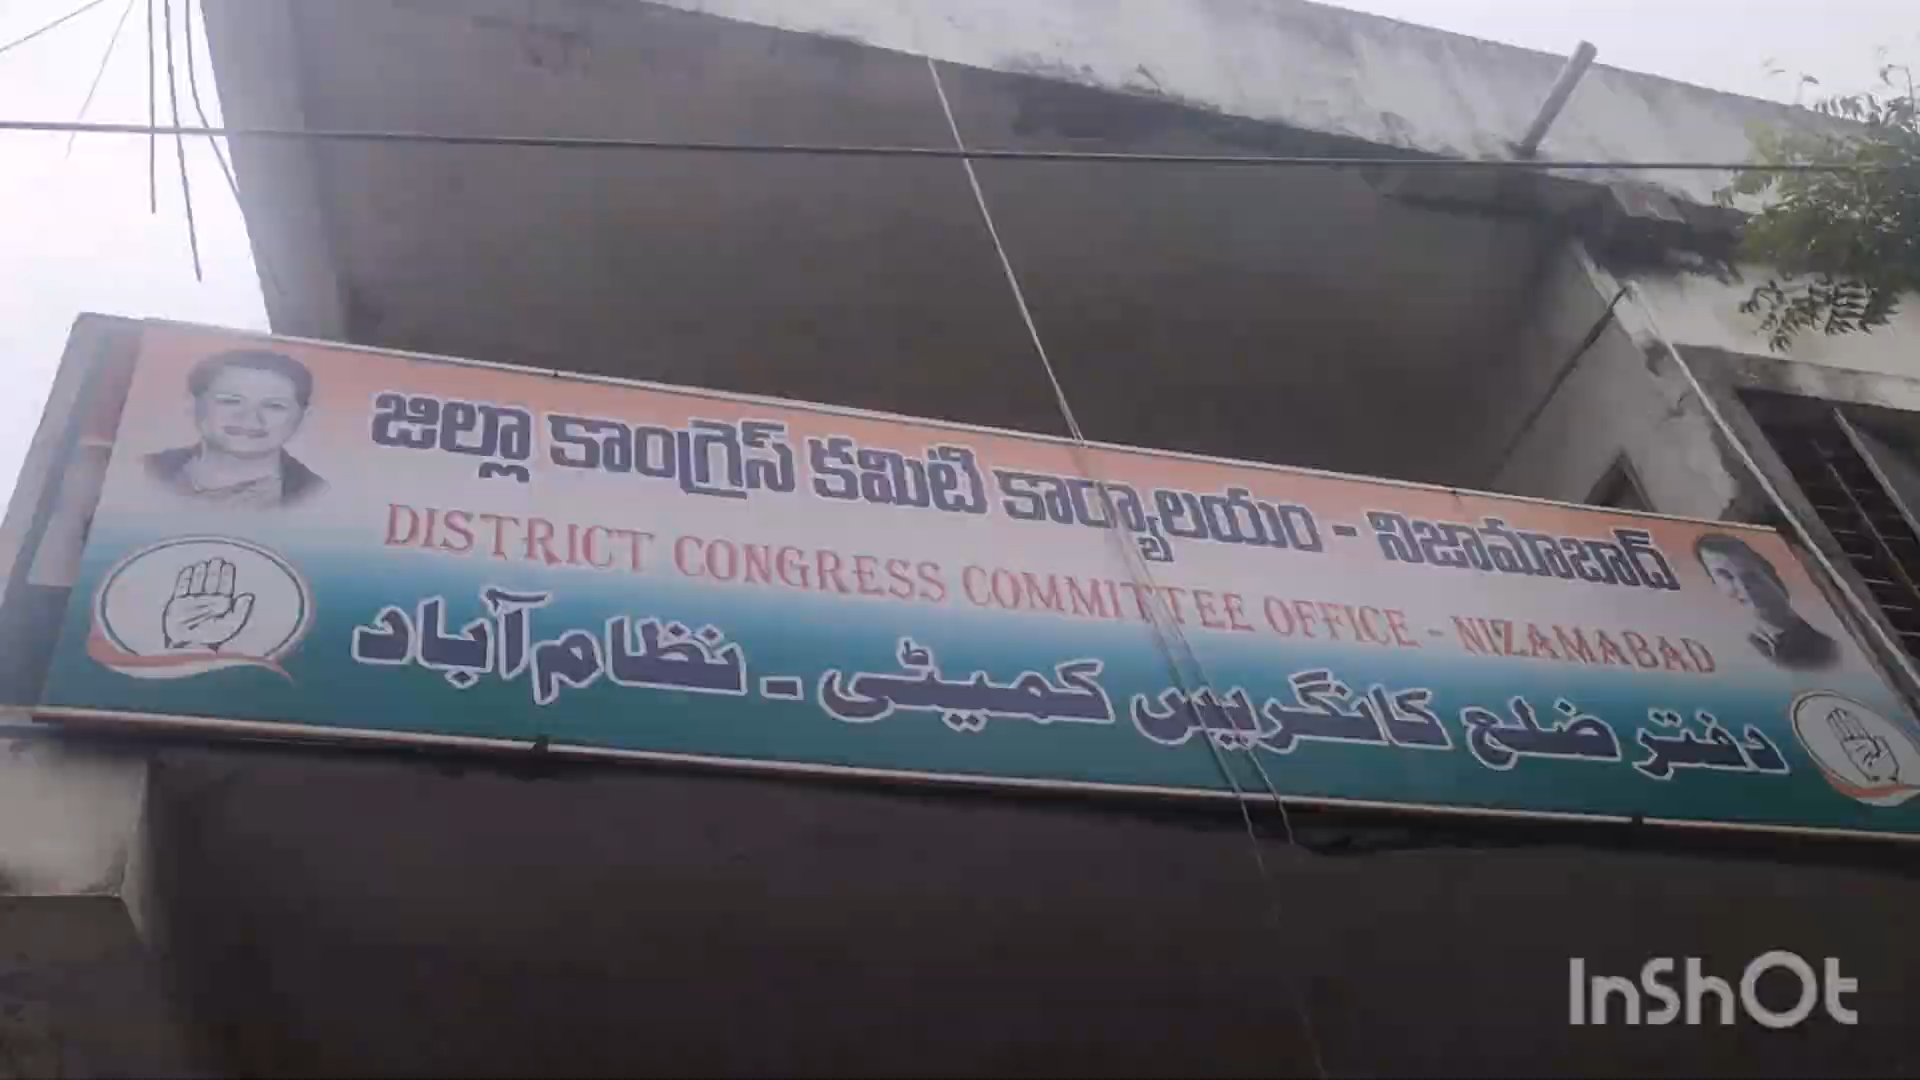 జిల్లా కాంగ్రెస్ కమిటి కార్యాలయం - నిజామాబాద్
DISTRICT CONGRESS COMMITTEE OFFICE - NIZAMABAD
دفتر ضلع کانگریس کمیٹی - نظام آباد
InShOt